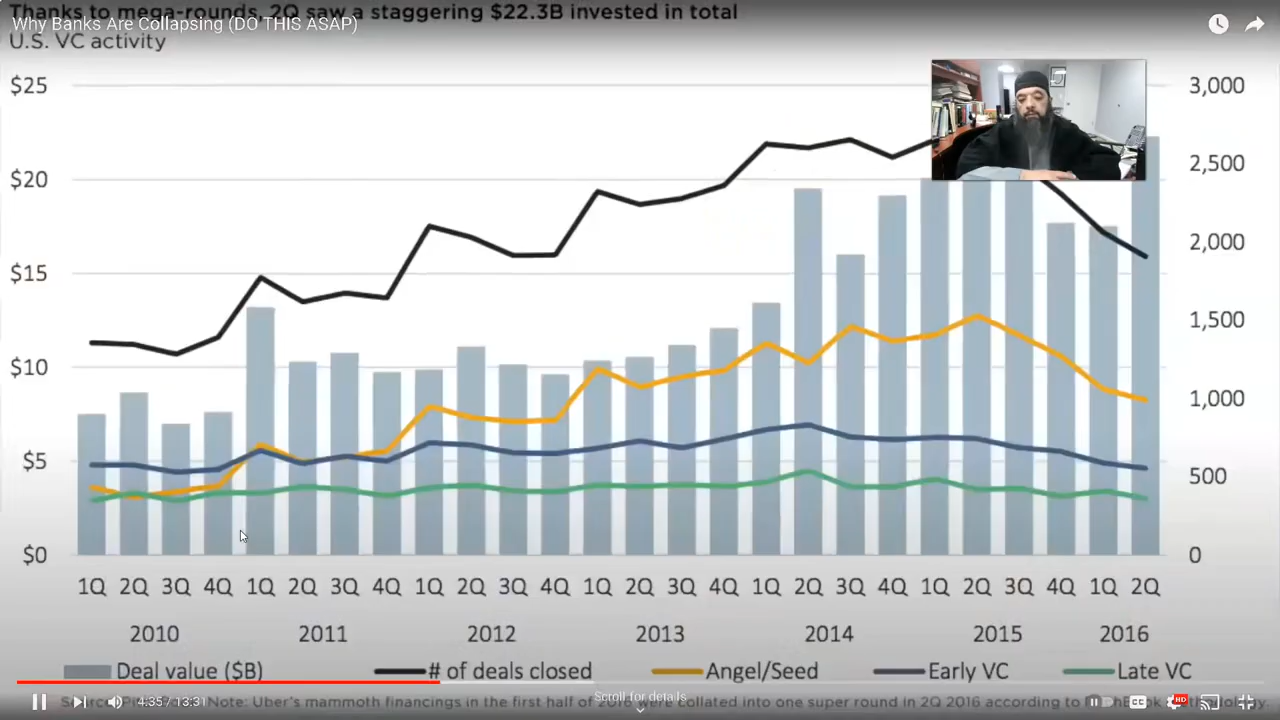 Thanks to mega-rounds, 2Q saw a staggering $22.3B invested in total
Why Banks Are Collapsing (DO THIS ASAP)
U.S. VC activity
$25 3,000
2,500
$20
2,000
$15
1,500
$10
1,000
$5 500
$0 0
1Q 2Q 3Q 4Q 1Q 2Q 3Q 4Q 1Q 2Q 3Q 4Q 1Q 2Q 3Q 4Q 1Q 2Q 3Q 4Q 1Q 2Q 3Q 4Q 1Q 2Q
2010 2011 2012 2013 2014 2015 2016
Deal value ($B) # of deals closed Angel/Seed Early VC Late VC
Scroll for details
4:35 / 13:31 CC HD
Note: Uber's mammoth financings in the first half of 2016 were collated into one super round in 2Q 2016 according to